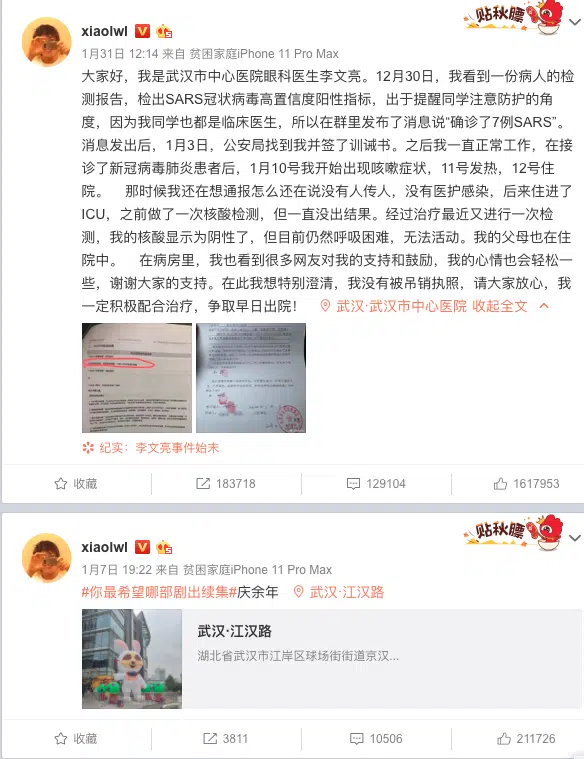 贴秋膘
xiaolwl
1月31日 12:14 来自 贫困家庭iPhone 11 Pro Max
大家好，我是武汉市中心医院眼科医生李文亮。12月30日，我看到一份病人的检
测报告，检出SARS冠状病毒高置信度阳性指标，出于提醒同学注意防护的角
度，因为我同学也都是临床医生，所以在群里发布了消息说“确诊了7例SARS”。
消息发出后，1月3日，公安局找到我并签了训诫书。之后我一直正常工作，在接
诊了新冠病毒肺炎患者后，1月10号我开始出现咳嗽症状，11号发热，12号住
院。 那时候我还在想通报怎么还在说没有人传人，没有医护感染，后来住进了
ICU，之前做了一次核酸检测，但一直没出结果。经过治疗最近又进行一次检
测，我的核酸显示为阴性了，但目前仍然呼吸困难，无法活动。我的父母也在住
院中。 在病房里，我也看到很多网友对我的支持和鼓励，我的心情也会轻松一
些，谢谢大家的支持。在此我想特别澄清，我没有被吊销执照，请大家放心，我
一定积极配合治疗，争取早日出院！ 武汉·武汉市中心医院 收起全文
纪实：李文亮事件始末
收藏 183718 129104 1617953
贴秋膘
xiaolwl
1月7日 19:22 来自 贫困家庭iPhone 11 Pro Max
#你最希望哪部剧出续集#庆余年 武汉·江汉路
武汉·江汉路
湖北省武汉市江岸区球场街街道京汉...
收藏 3811 10506 211726